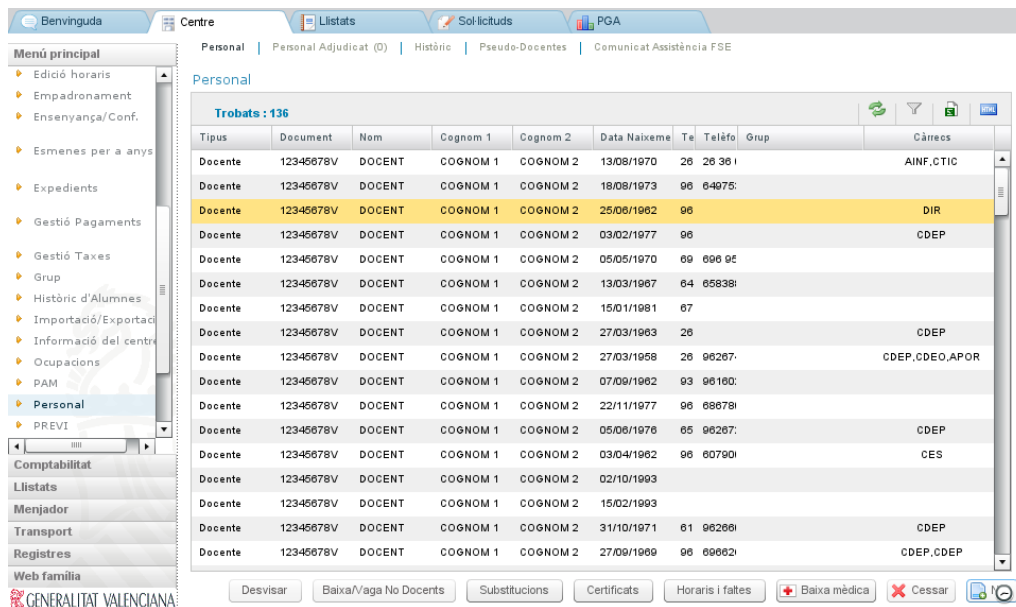 Benvinguda Centre Llistats Sol·licituds PGA
Menú principal
Edició horaris
Empadronament
Ensenyança/Conf.
Esmenes per a anys
Expedients
Gestió Pagaments
Gestió Taxes
Grup
Històric d'Alumnes
Importació/Exportaci
Informació del centre
Ocupacions
PAM
Personal
PREVI
Comptabilitat
Llistats
Menjador
Transport
Registres
Web família
GENERALITAT VALENCIANA
Personal | Personal Adjudicat (0) | Històric | Pseudo-Docentes | Comunicat Assistència FSE
Personal
Trobats : 136
HTML
Tipus Document Nom Cognom 1 Cognom 2 Data Naixeme Te Telèfo Grup Càrrecs
Docente 12345678V DOCENT COGNOM 1 COGNOM 2 13/08/1970 26 26 36 AINF,CTIC
Docente 12345678V DOCENT COGNOM 1 COGNOM 2 18/08/1973 96 64975
Docente 12345678V DOCENT COGNOM 1 COGNOM 2 25/06/1962 96 DIR
Docente 12345678V DOCENT COGNOM 1 COGNOM 2 03/02/1977 96 CDEP
Docente 12345678V DOCENT COGNOM 1 COGNOM 2 05/05/1970 69 696 95
Docente 12345678V DOCENT COGNOM 1 COGNOM 2 13/03/1967 64 65838
Docente 12345678V DOCENT COGNOM 1 COGNOM 2 15/01/1981 67
Docente 12345678V DOCENT COGNOM 1 COGNOM 2 27/03/1963 26 CDEP
Docente 12345678V DOCENT COGNOM 1 COGNOM 2 27/03/1958 26 96267 CDEP,CDEO,APOR
Docente 12345678V DOCENT COGNOM 1 COGNOM 2 07/09/1962 93 96160
Docente 12345678V DOCENT COGNOM 1 COGNOM 2 22/11/1977 96 68678
Docente 12345678V DOCENT COGNOM 1 COGNOM 2 05/06/1976 65 96267 CDEP
Docente 12345678V DOCENT COGNOM 1 COGNOM 2 03/04/1962 96 60790 CES
Docente 12345678V DOCENT COGNOM 1 COGNOM 2 02/10/1993
Docente 12345678V DOCENT COGNOM 1 COGNOM 2 15/02/1993
Docente 12345678V DOCENT COGNOM 1 COGNOM 2 31/10/1971 61 96266 CDEP
Docente 12345678V DOCENT COGNOM 1 COGNOM 2 27/09/1969 96 69662 CDEP,CDEP
Desvisar Baixa/Vaga No Docents Substitucions Certificats Horaris i faltes Baixa mèdica Cessar